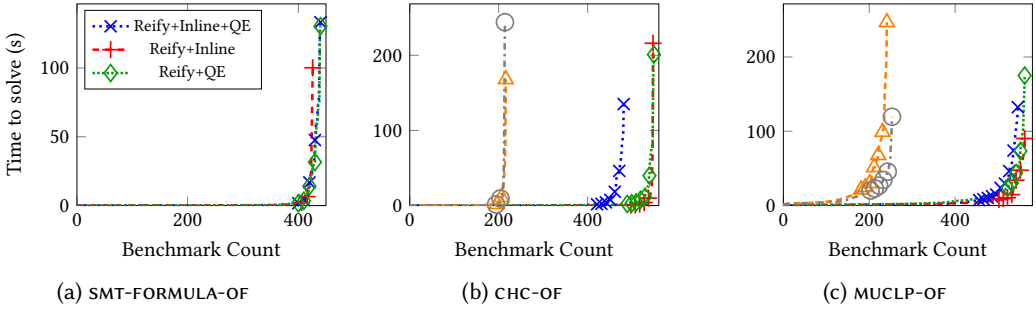 Time to solve (s)
100
50
0
0
200
400
Reify+Inline+QE
Reify+Inline
Reify+QE
Benchmark Count
(a) SMT-FORMULA-OF
200
100
0
0
200
400
Benchmark Count
(b) CHC-OF
200
100
0
0
200
400
Benchmark Count
(c) MUCLP-OF